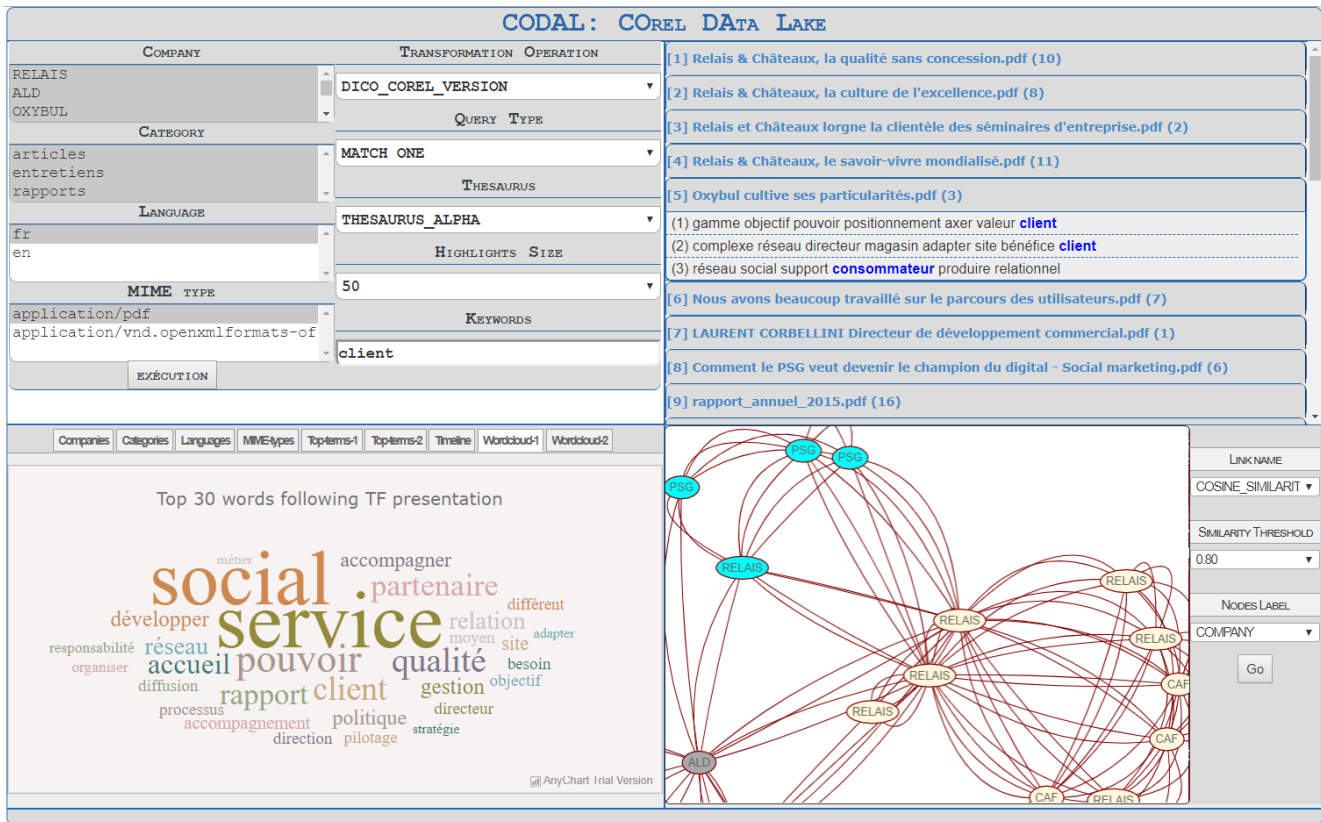 CODAL: COREL DATA LAKE
COMPANY
RELAIS
ALD
OXYBUL
CATEGORY
articles
entretiens
rapports
LANGUAGE
fr
en
MIME TYPE
application/pdf
application/vnd.openxmlformats-of
EXÉCUTION
TRANSFORMATION OPERATION
DICO_COREL_VERSION
QUERY TYPE
MATCH ONE
THESAURUS
THESAURUS_ALPHA
HIGHLIGHTS SIZE
50
KEYWORDS
client
[1] Relais & Châteaux, la qualité sans concession.pdf (10)
[2] Relais & Châteaux, la culture de l'excellence.pdf (8)
[3] Relais et Châteaux lorgne la clientèle des séminaires d'entreprise.pdf (2)
[4] Relais & Châteaux, le savoir-vivre mondialisé.pdf (11)
[5] Oxybul cultive ses particularités.pdf (3)
(1) gamme objectif pouvoir positionnement axer valeur client
(2) complexe réseau directeur magasin adapter site bénéfice client
(3) réseau social support consommateur produire relationnel
[6] Nous avons beaucoup travaillé sur le parcours des utilisateurs.pdf (7)
[7] LAURENT CORBELLINI Directeur de développement commercial.pdf (1)
[8] Comment le PSG veut devenir le champion du digital - Social marketing.pdf (6)
[9] rapport_annuel_2015.pdf (16)
Companies Categories Languages MIME-types Top-terms-1 Top-terms-2 Timeline Wordcloud-1 Wordcloud-2
Top 30 words following TF presentation
métier
accompagner
social
partenaire
différent
développer
service
relation
responsabilité
réseau
moyen
site
adapter
organiser
accueil
pouvoir
qualité
besoin
diffusion
rapport
client
gestion
objectif
processus
directeur
accompagnement
politique
stratégie
direction
pilotage
AnyChart Trial Version
PSG
PSG
PSG
RELAIS
RELAIS
RELAIS
RELAIS
RELAIS
CAF
RELAIS
CAF
ALD
CAF
RELAIS
LINK NAME
COSINE_SIMILARIT
SIMILARITY THRESHOLD
0.80
NODES LABEL
COMPANY
Go